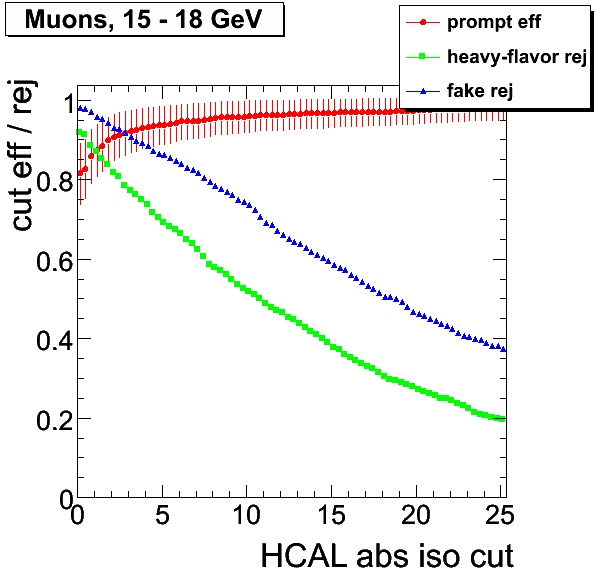 Muons, 15 - 18 GeV
prompt eff
heavy-flavor rej
fake rej
cut eff / rej
1
0.8
0.6
0.4
0.2
0
0 5 10 15 20 25
HCAL abs iso cut